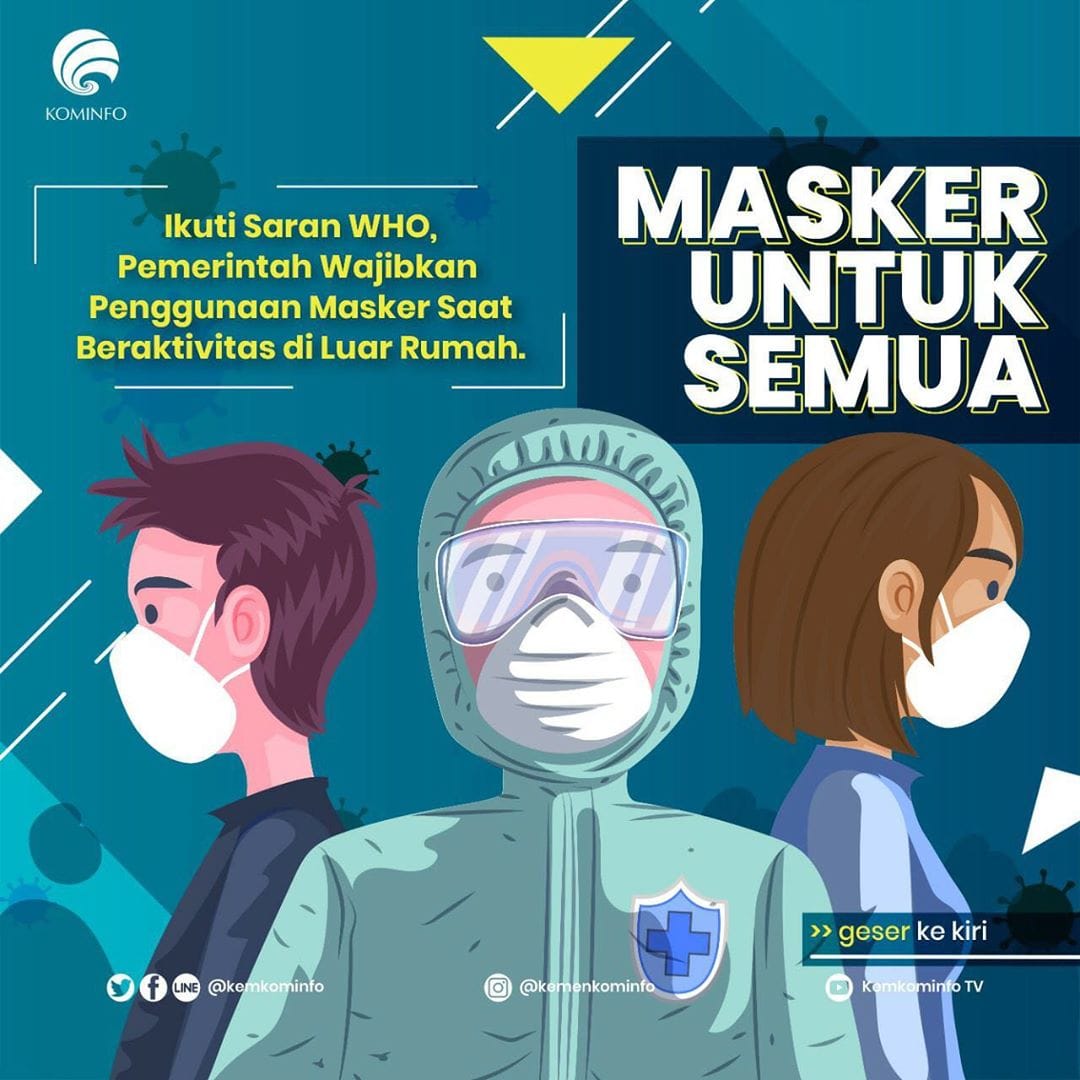 KOMINFO
Ikuti Saran WHO,
Pemerintah Wajibkan
Penggunaan Masker Saat
Beraktivitas di Luar Rumah.
MASKER
UNTUK
SEMUA
>> geser ke kiri
LINE @kemkominfo
@kemenkominfo
Kemkominfo TV